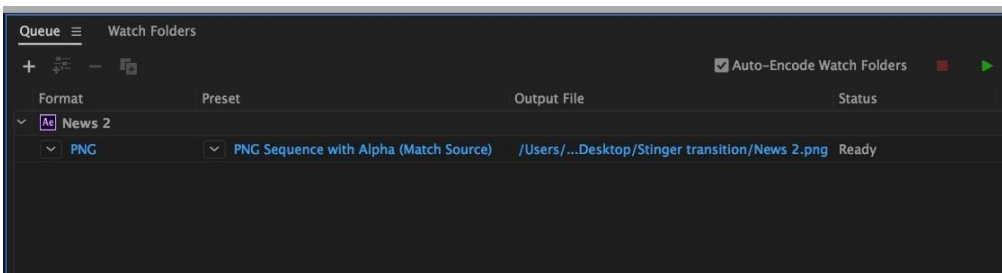 Queue Watch Folders
Auto-Encode Watch Folders
Format Preset Output File Status
Ae News 2
PNG PNG Sequence with Alpha (Match Source) /Users/...Desktop/Stinger transition/News 2.png Ready